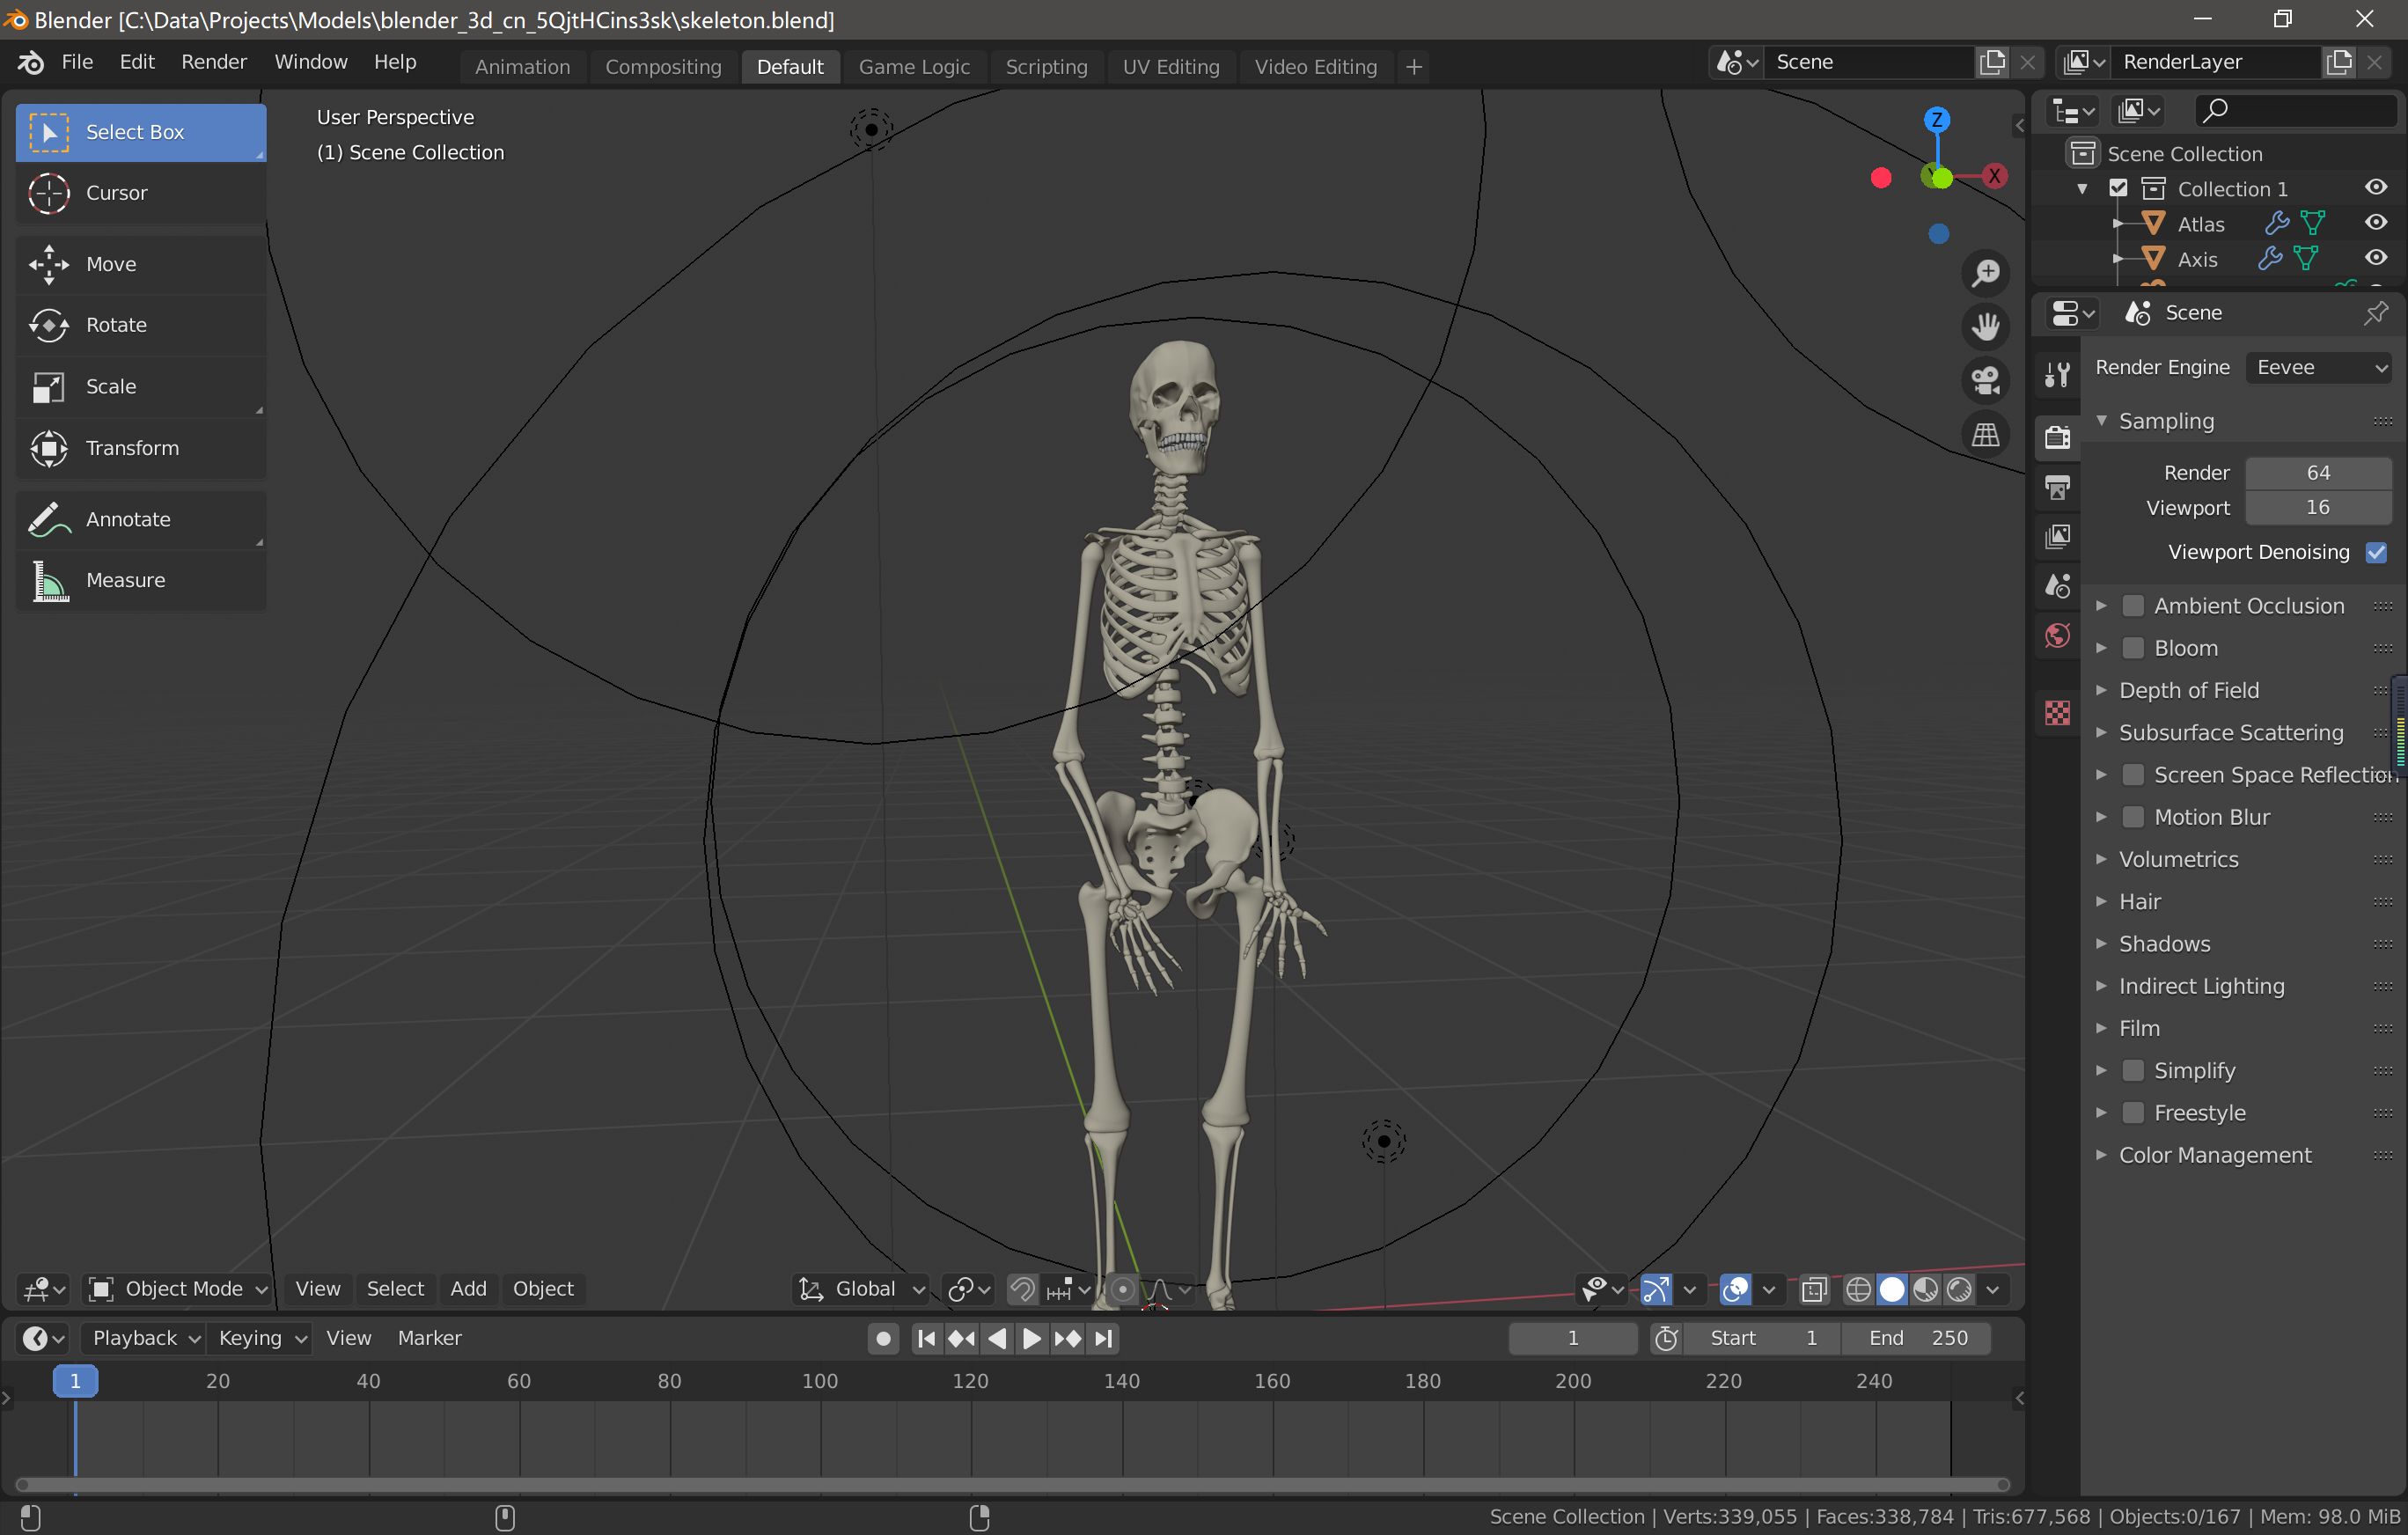 Blender [C:\Data\Projects\Models\blender_3d_cn_5QjtHCins3sk\skeleton.blend]
File Edit Render Window Help Animation Compositing Default Game Logic Scripting UV Editing Video Editing + Scene RenderLayer
Select Box
Cursor
Move
Rotate
Scale
Transform
Annotate
Measure
User Perspective
(1) Scene Collection
Z
Y
X
Scene Collection
Collection 1
Atlas
Axis
Scene
Render Engine Eevee
Sampling
Render 64
Viewport 16
Viewport Denoising
Ambient Occlusion
Bloom
Depth of Field
Subsurface Scattering
Screen Space Reflection
Motion Blur
Volumetrics
Hair
Shadows
Indirect Lighting
Film
Simplify
Freestyle
Color Management
Object Mode View Select Add Object Global
Playback Keying View Marker 1 Start 1 End 250
1 20 40 60 80 100 120 140 160 180 200 220 240
Scene Collection | Verts:339,055 | Faces:338,784 | Tris:677,568 | Objects:0/167 | Mem: 98.0 MiB